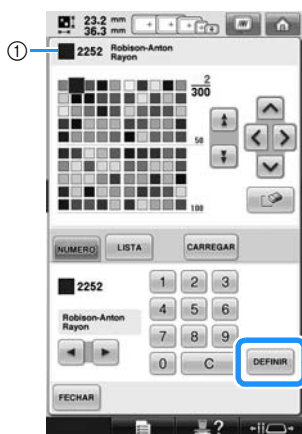 23.2 mm
36.3 mm
1 2252 Robison-Anton
Rayon
2
300
50
100
NUMERO LISTA CARREGAR
2252
Robison-Anton
Rayon
1 2 3
4 5 6
7 8 9
0 C
DEFINIR
FECHAR
?